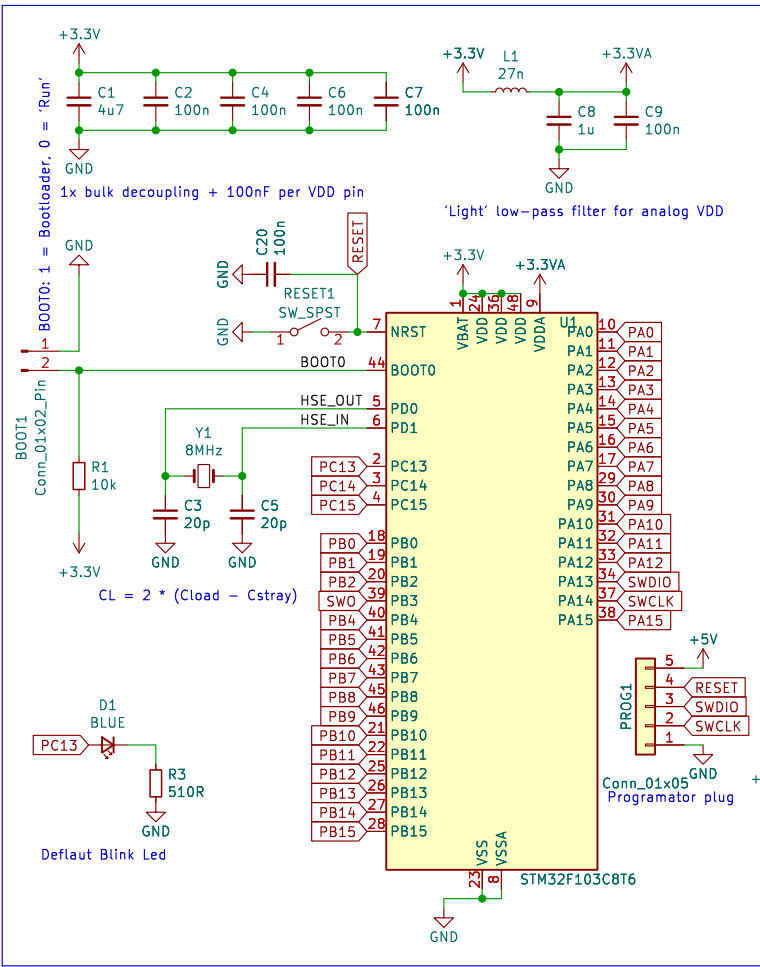 +3.3V
C1
4u7
C2
100n
C4
100n
C6
100n
C7
100n
GND
1x bulk decoupling + 100nF per VDD pin
+3.3V
L1
27n
+3.3VA
C8
1u
C9
100n
GND
'Light' low-pass filter for analog VDD
BOOT0: 1 = Bootloader, 0 = 'Run'
GND
1
2
BOOT1
Conn_01x02_Pin
R1
10k
+3.3V
GND
C20
100n
RESET
GND
RESET1
SW_SPST
1
2
BOOT0
HSE_OUT
HSE_IN
Y1
8MHz
C3
20p
C5
20p
GND
GND
CL = 2 * (Cload - Cstray)
+3.3V
+3.3VA
1
24
36
48
9
VBAT
VDD
VDD
VDD
VDDA
U1
7 NRST
44 BOOT0
5 PD0
6 PD1
PC13 2 PC13
PC14 3 PC14
PC15 4 PC15
PB0 18 PB0
PB1 19 PB1
PB2 20 PB2
SWO 39 PB3
PB4 40 PB4
PB5 41 PB5
PB6 42 PB6
PB7 43 PB7
PB8 45 PB8
PB9 46 PB9
PB10 21 PB10
PB11 22 PB11
PB12 25 PB12
PB13 26 PB13
PB14 27 PB14
PB15 28 PB15
PA0 10 PA0
PA1 11 PA1
PA2 12 PA2
PA3 13 PA3
PA4 14 PA4
PA5 15 PA5
PA6 16 PA6
PA7 17 PA7
PA8 29 PA8
PA9 30 PA9
PA10 31 PA10
PA11 32 PA11
PA12 33 PA12
PA13 34 SWDIO
PA14 37 SWCLK
PA15 38 PA15
VSS
VSSA
23
8
STM32F103C8T6
GND
+5V
PROG1
5
4 RESET
3 SWDIO
2 SWCLK
1
GND
Conn_01x05
Programator plug
+
D1
BLUE
PC13
R3
510R
GND
Deflaut Blink Led